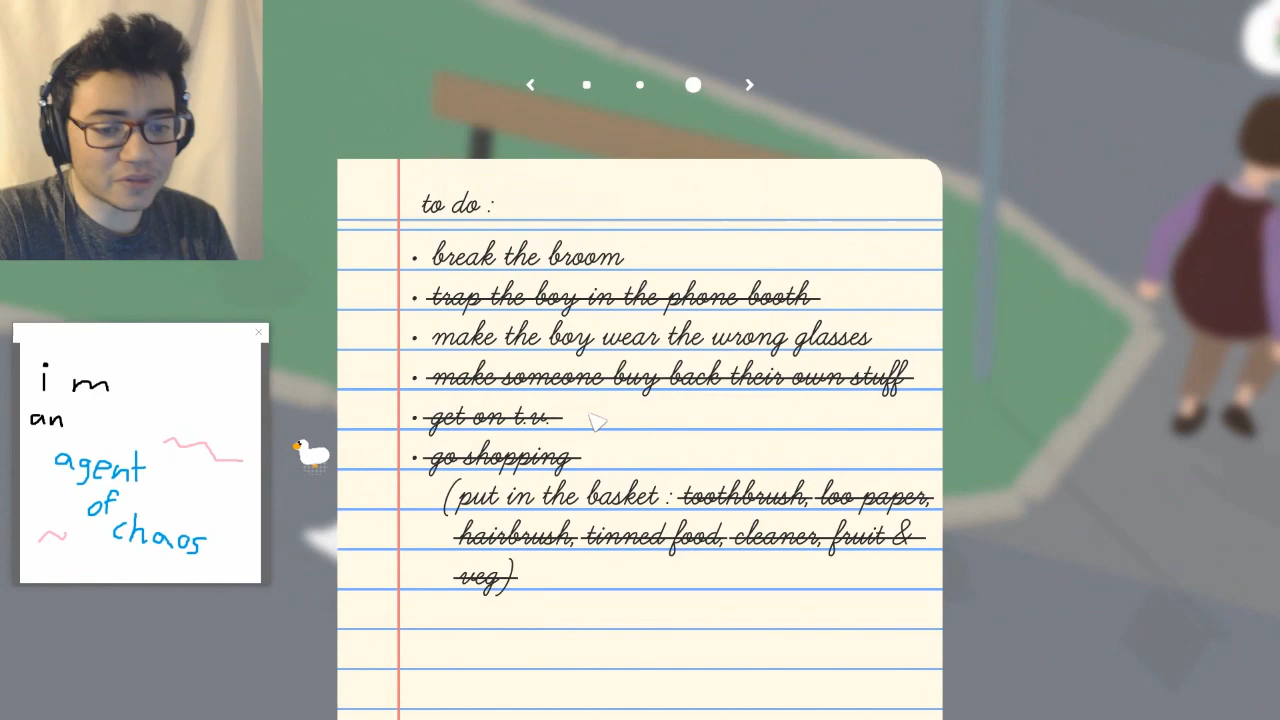 to do :
• break the broom
• trap the boy in the phone booth
• make the boy wear the wrong glasses
• make someone buy back their own stuff
• get on t.v.
• go shopping
(put in the basket : toothbrush, loo paper,
hairbrush, tinned food, cleaner, fruit &
veg)
i m
an
agent
of
chaos